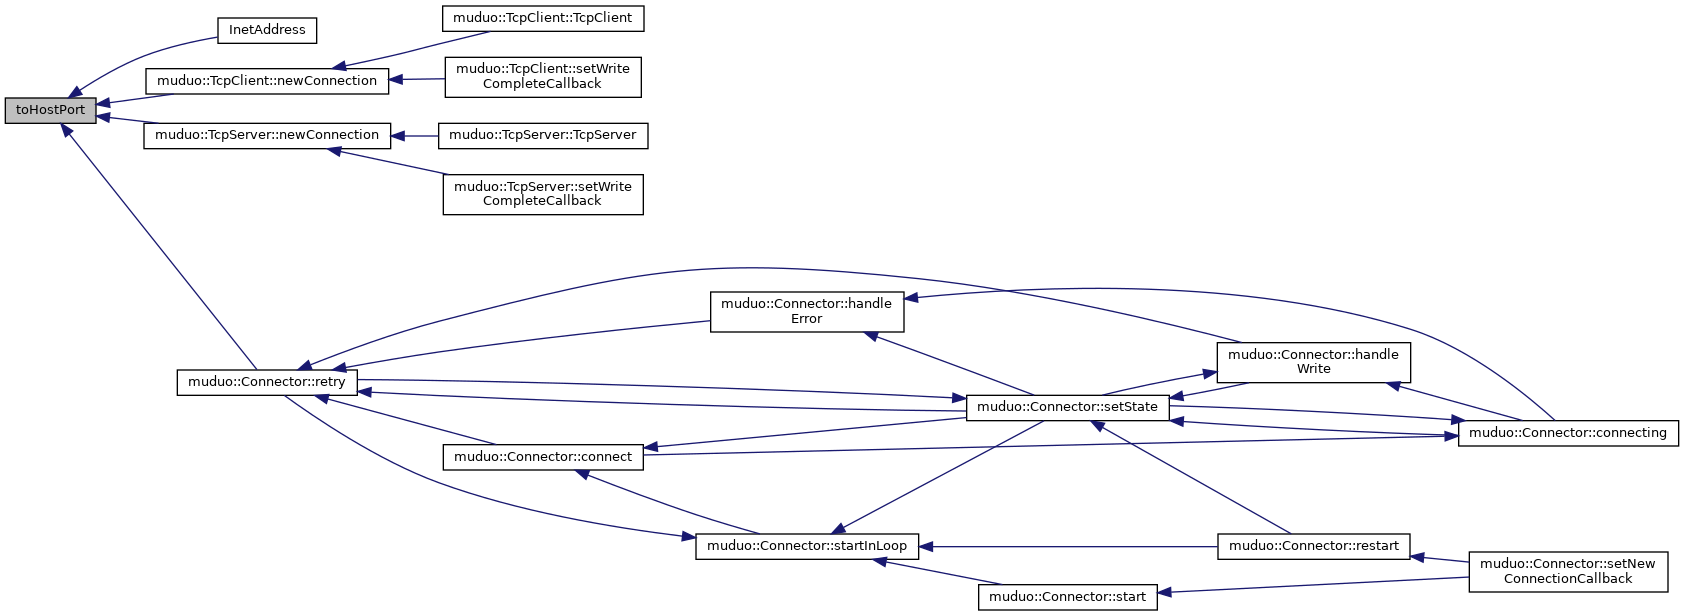 muduo::TcpClient::TcpClient
InetAddress
muduo::TcpClient::setWrite
CompleteCallback
muduo::TcpClient::newConnection
toHostPort
muduo::TcpServer::newConnection
muduo::TcpServer::TcpServer
muduo::TcpServer::setWrite
CompleteCallback
muduo::Connector::handle
Error
muduo::Connector::handle
Write
muduo::Connector::retry
muduo::Connector::setState
muduo::Connector::connecting
muduo::Connector::connect
muduo::Connector::startInLoop
muduo::Connector::restart
muduo::Connector::setNew
ConnectionCallback
muduo::Connector::start